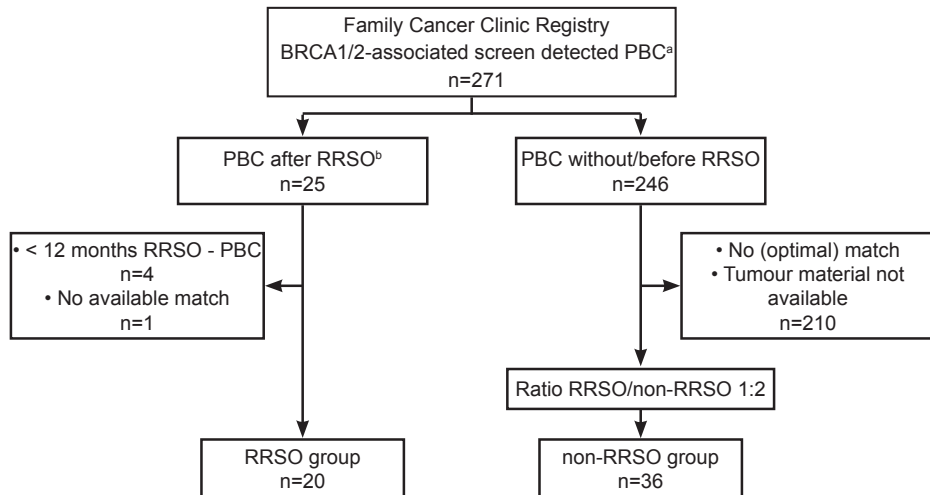 Family Cancer Clinic Registry
BRCA1/2-associated screen detected PBCᵃ
n=271
PBC after RRSOᵇ
n=25
PBC without/before RRSO
n=246
• < 12 months RRSO - PBC
n=4
• No available match
n=1
• No (optimal) match
• Tumour material not
available
n=210
Ratio RRSO/non-RRSO 1:2
RRSO group
n=20
non-RRSO group
n=36